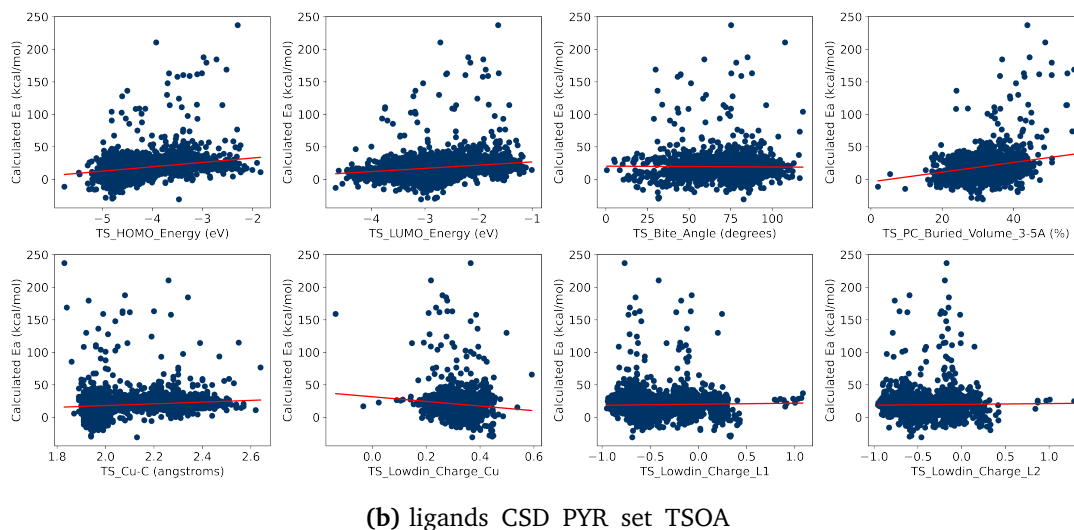 250
200
150
100
50
0
Calculated Ea (kcal/mol)
−5 −4 −3 −2
TS_HOMO_Energy (eV)
250
200
150
100
50
0
Calculated Ea (kcal/mol)
−4 −3 −2 −1
TS_LUMO_Energy (eV)
250
200
150
100
50
0
Calculated Ea (kcal/mol)
0 25 50 75 100
TS_Bite_Angle (degrees)
250
200
150
100
50
0
Calculated Ea (kcal/mol)
0 20 40
TS_PC_Buried_Volume_3-5A (%)
250
200
150
100
50
0
Calculated Ea (kcal/mol)
1.8 2.0 2.2 2.4 2.6
TS_Cu-C (angstroms)
250
200
150
100
50
0
Calculated Ea (kcal/mol)
0.0 0.2 0.4 0.6
TS_Lowdin_Charge_Cu
250
200
150
100
50
0
Calculated Ea (kcal/mol)
−1.0 −0.5 0.0 0.5 1.0
TS_Lowdin_Charge_L1
250
200
150
100
50
0
Calculated Ea (kcal/mol)
−1.0 −0.5 0.0 0.5 1.0
TS_Lowdin_Charge_L2
(b) ligands CSD PYR set TSOA